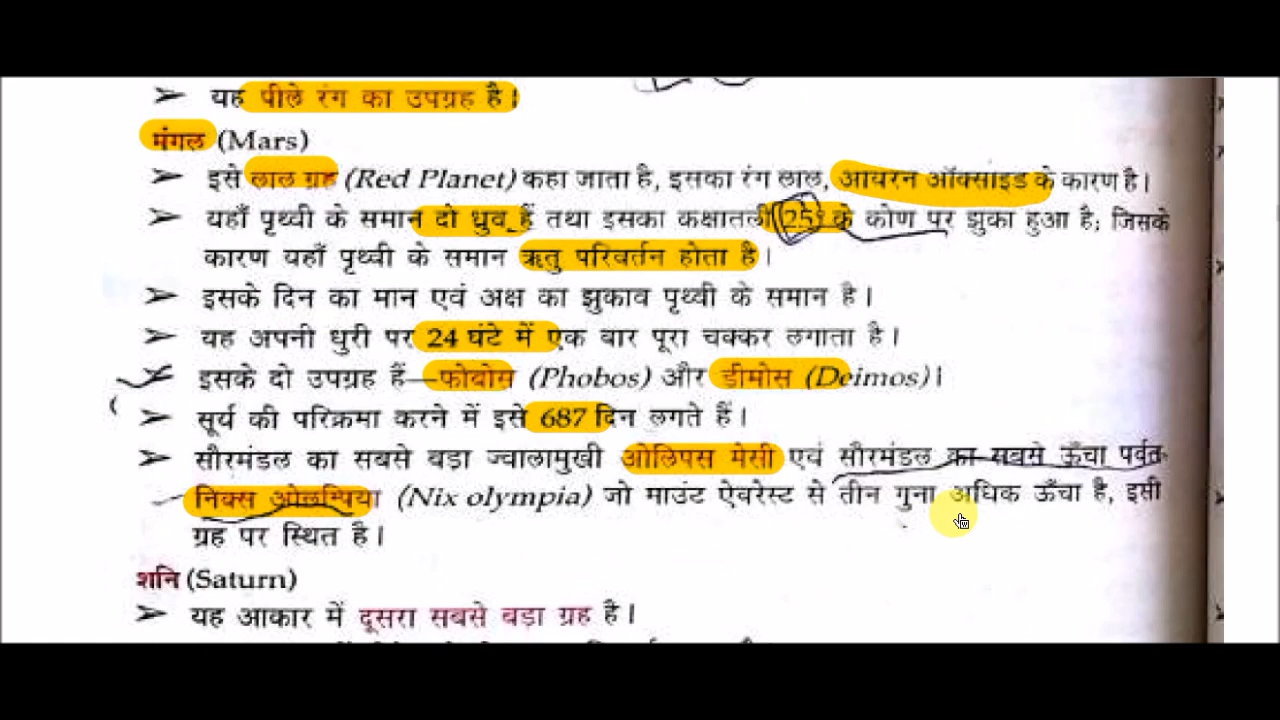 ➤ यह पीले रंग का उपग्रह है।
मंगल (Mars)
➤ इसे लाल ग्रह (Red Planet) कहा जाता है, इसका रंग लाल, आयरन ऑक्साइड के कारण है।
➤ यहाँ पृथ्वी के समान दो ध्रुव हैं तथा इसका कक्षातली 25° के कोण पर झुका हुआ है; जिसके
कारण यहाँ पृथ्वी के समान ऋतु परिवर्तन होता है।
➤ इसके दिन का मान एवं अक्ष का झुकाव पृथ्वी के समान है।
➤ यह अपनी धुरी पर 24 घंटे में एक बार पूरा चक्कर लगाता है।
➤ इसके दो उपग्रह हैं—फोबोस (Phobos) और डीमोस (Deimos)।
➤ सूर्य की परिक्रमा करने में इसे 687 दिन लगते हैं।
➤ सौरमंडल का सबसे बड़ा ज्वालामुखी ओलिपस मेसी एवं सौरमंडल का सबसे ऊँचा पर्वत
निक्स ओलम्पिया (Nix olympia) जो माउंट ऐवरेस्ट से तीन गुना अधिक ऊँचा है, इसी
ग्रह पर स्थित है।
शनि (Saturn)
➤ यह आकार में दूसरा सबसे बड़ा ग्रह है।